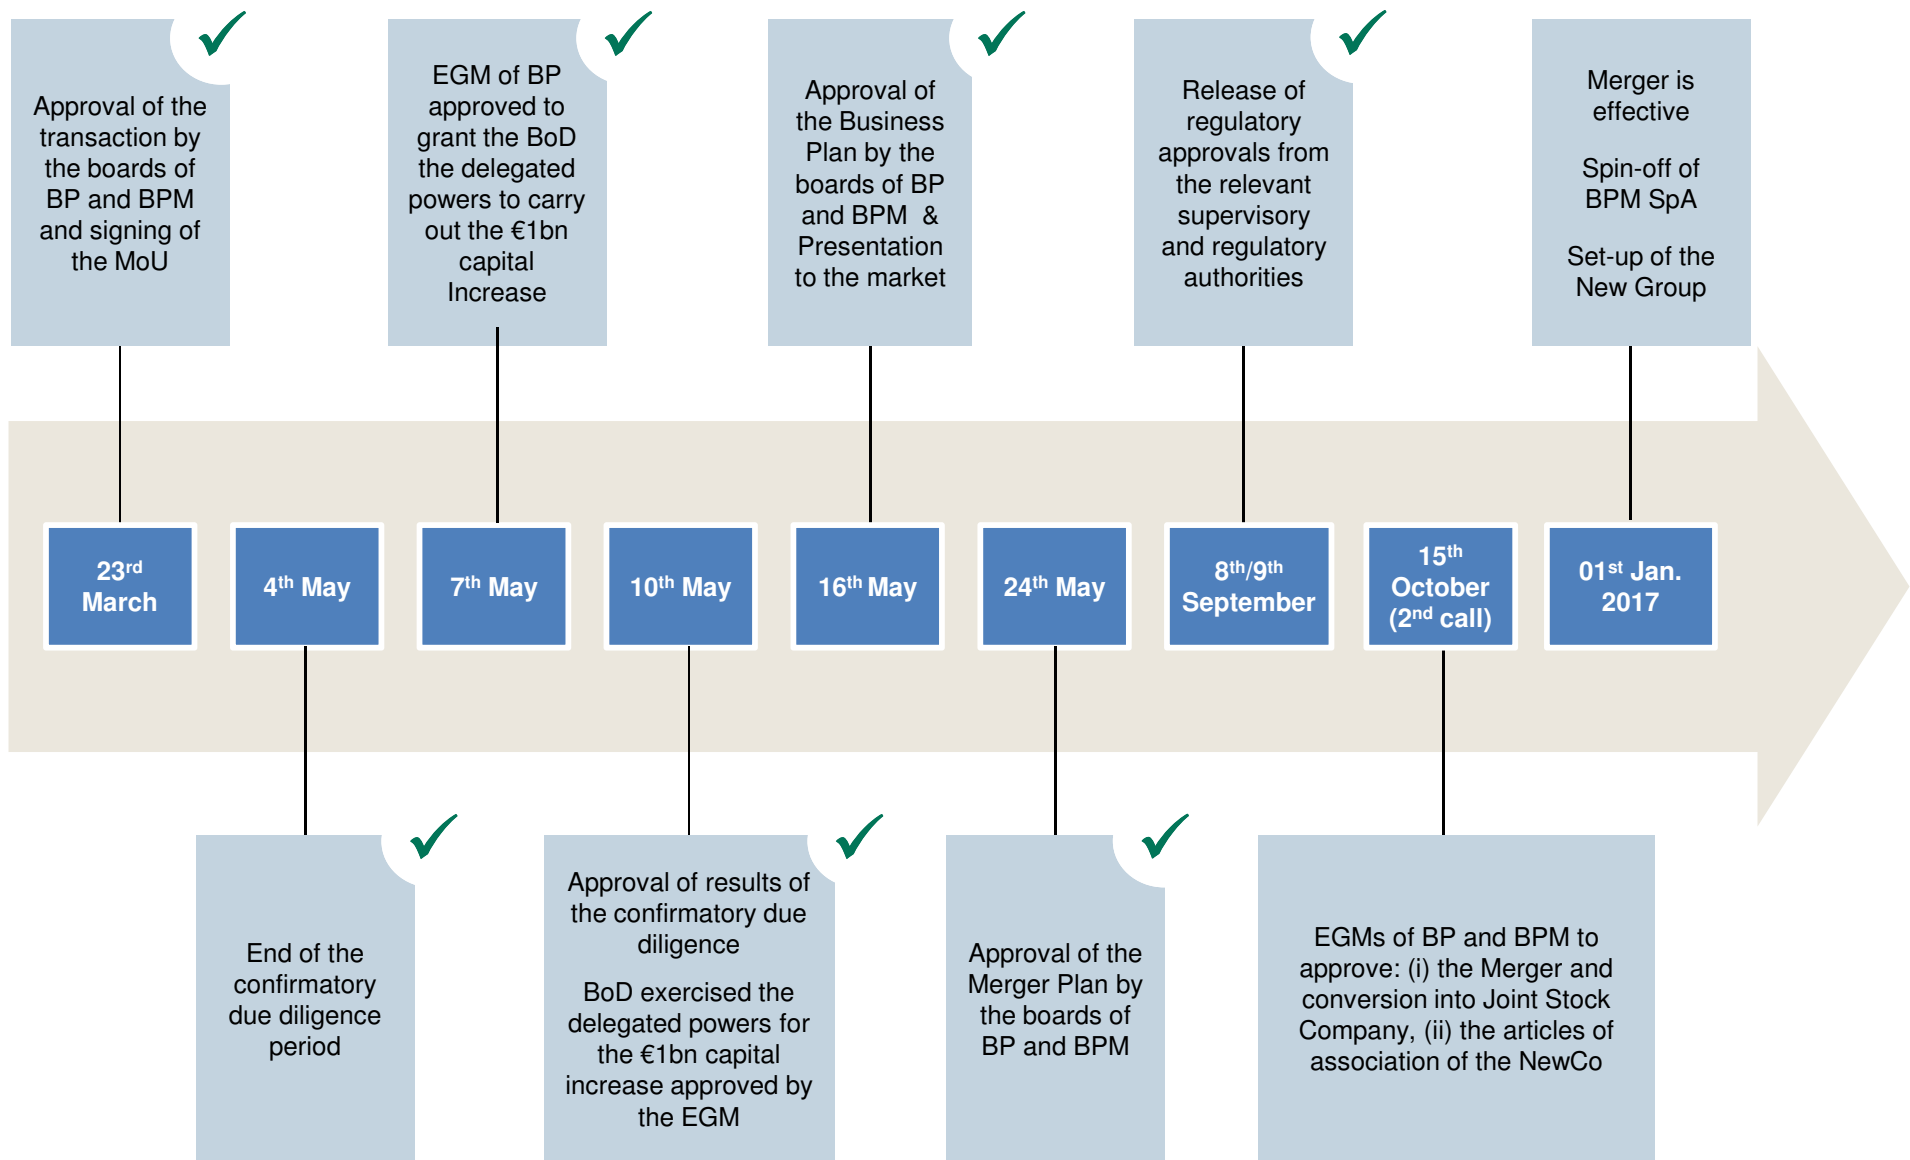 Approval of the
transaction by
the boards of
BP and BPM
and signing of
the MoU
EGM of BP
approved to
grant the BoD
the delegated
powers to carry
out the €1bn
capital
Increase
Approval of
the Business
Plan by the
boards of BP
and BPM &
Presentation
to the market
Release of
regulatory
approvals from
the relevant
supervisory
and regulatory
authorities
Merger is
effective
Spin-off of
BPM SpA
Set-up of the
New Group
23rd
March
4th May
7th May
10th May
16th May
24th May
8th/9th
September
15th
October
(2nd call)
01st Jan.
2017
End of the
confirmatory
due diligence
period
Approval of results of
the confirmatory due
diligence
BoD exercised the
delegated powers for
the €1bn capital
increase approved by
the EGM
Approval of the
Merger Plan by
the boards of
BP and BPM
EGMs of BP and BPM to
approve: (i) the Merger and
conversion into Joint Stock
Company, (ii) the articles of
association of the NewCo